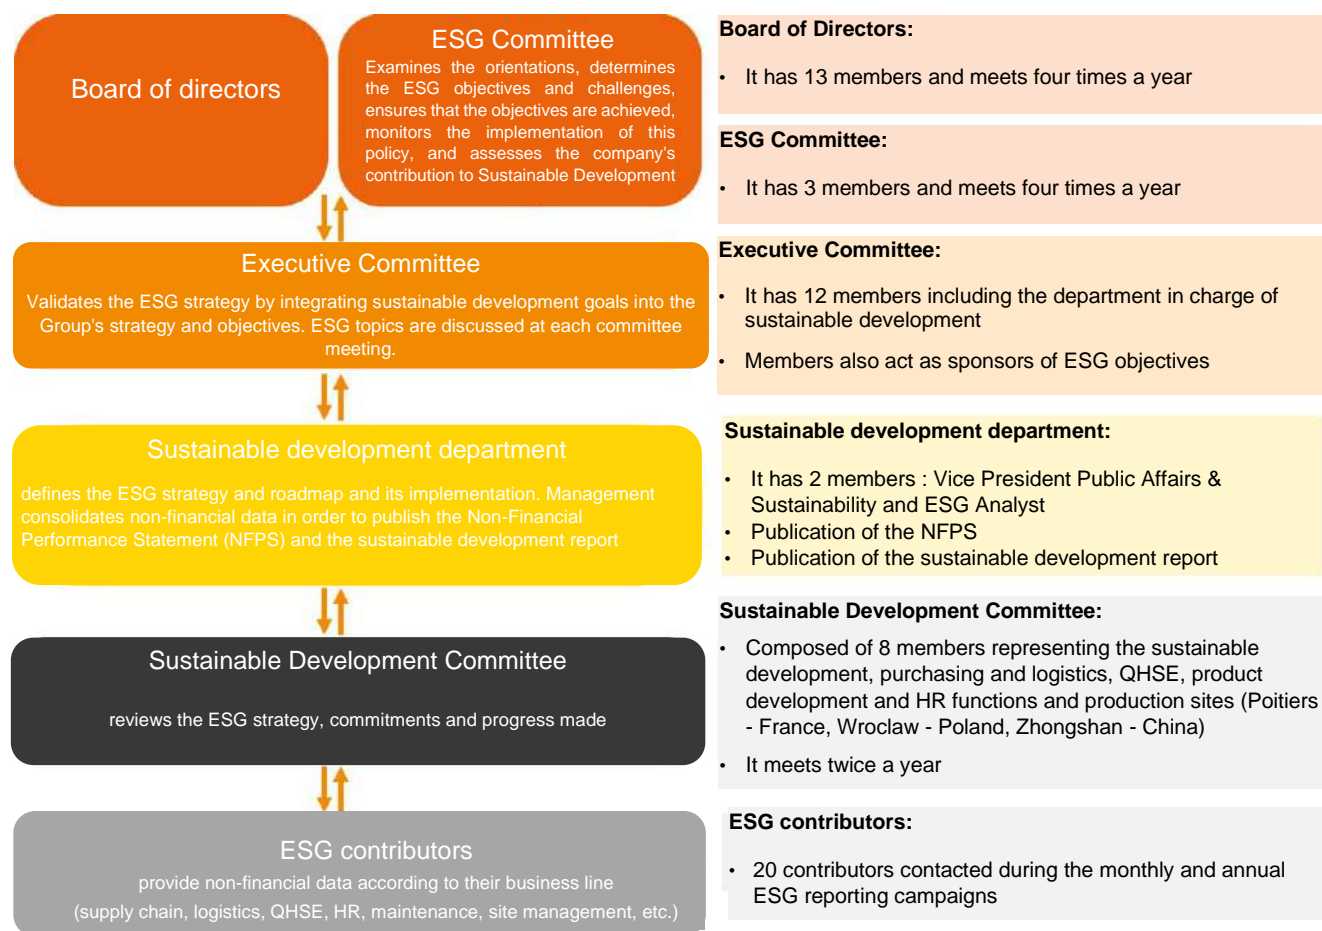 Board of directors
ESG Committee
Examines the orientations, determines
the ESG objectives and challenges,
ensures that the objectives are achieved,
monitors the implementation of this
policy, and assesses the company's
contribution to Sustainable Development
Board of Directors:
• It has 13 members and meets four times a year
ESG Committee:
• It has 3 members and meets four times a year
Executive Committee
Validates the ESG strategy by integrating sustainable development goals into the
Group's strategy and objectives. ESG topics are discussed at each committee
meeting.
Executive Committee:
• It has 12 members including the department in charge of
sustainable development
• Members also act as sponsors of ESG objectives
Sustainable development department
defines the ESG strategy and roadmap and its implementation. Management
consolidates non-financial data in order to publish the Non-Financial
Performance Statement (NFPS) and the sustainable development report
Sustainable development department:
• It has 2 members : Vice President Public Affairs &
Sustainability and ESG Analyst
• Publication of the NFPS
• Publication of the sustainable development report
Sustainable Development Committee
reviews the ESG strategy, commitments and progress made
Sustainable Development Committee:
• Composed of 8 members representing the sustainable
development, purchasing and logistics, QHSE, product
development and HR functions and production sites (Poitiers
- France, Wroclaw - Poland, Zhongshan - China)
• It meets twice a year
ESG contributors
provide non-financial data according to their business line
(supply chain, logistics, QHSE, HR, maintenance, site management, etc.)
ESG contributors:
• 20 contributors contacted during the monthly and annual
ESG reporting campaigns